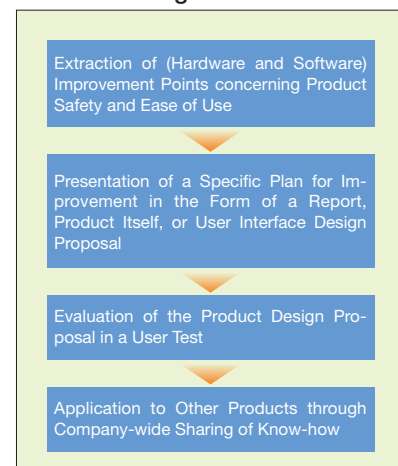 Extraction of (Hardware and Software)
Improvement Points concerning Product
Safety and Ease of Use
Presentation of a Specific Plan for Im-
provement in the Form of a Report,
Product Itself, or User Interface Design
Proposal
Evaluation of the Product Design Pro-
posal in a User Test
Application to Other Products through
Company-wide Sharing of Know-how